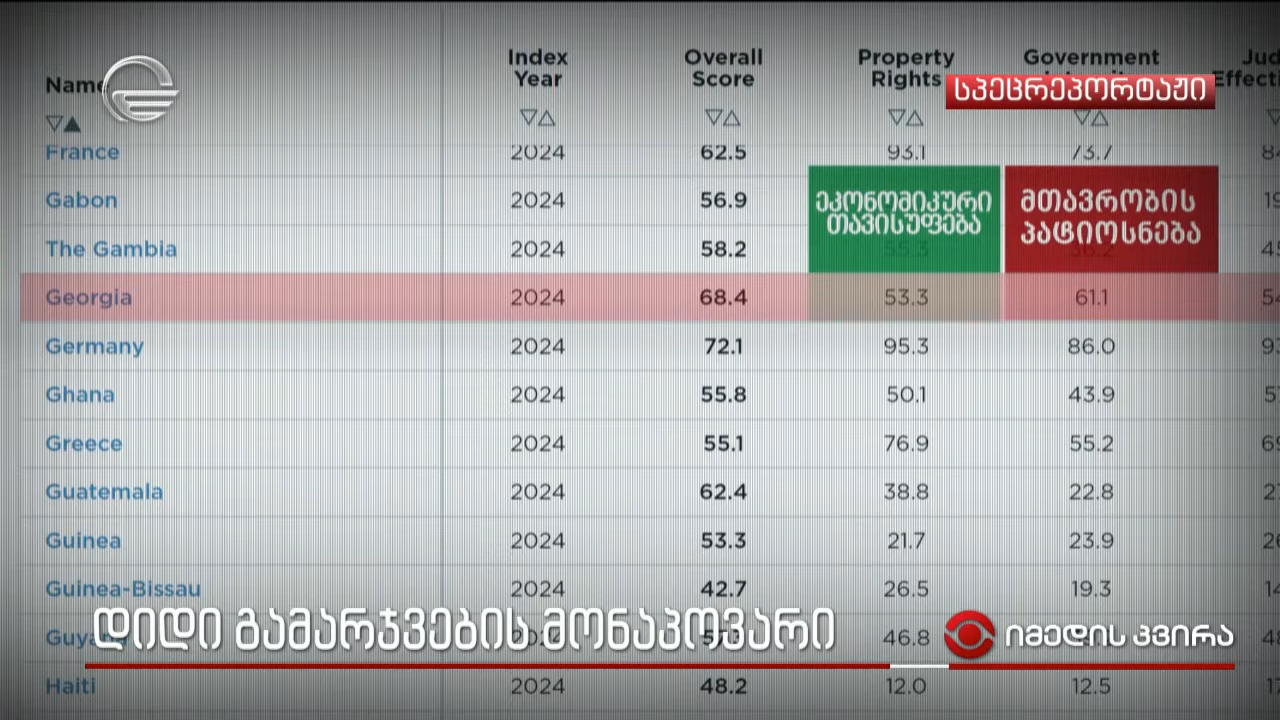 Name
Index Year
Overall Score
Property Rights
Government
სპეცრეპორტაჟი
France 2024 62.5 93.1 73.7
Gabon 2024 56.9
ეკონომიკური
თავისუფება
მთავრობის
პატიოსნება
The Gambia 2024 58.2
Georgia 2024 68.4 53.3 61.1
Germany 2024 72.1 95.3 86.0
Ghana 2024 55.8 50.1 43.9
Greece 2024 55.1 76.9 55.2
Guatemala 2024 62.4 38.8 22.8
Guinea 2024 53.3 21.7 23.9
Guinea-Bissau 2024 42.7 26.5 19.3
დიდი გამარჯვების მონაპოვარი
46.8
იმედის კვირა
Haiti 2024 48.2 12.0 12.5